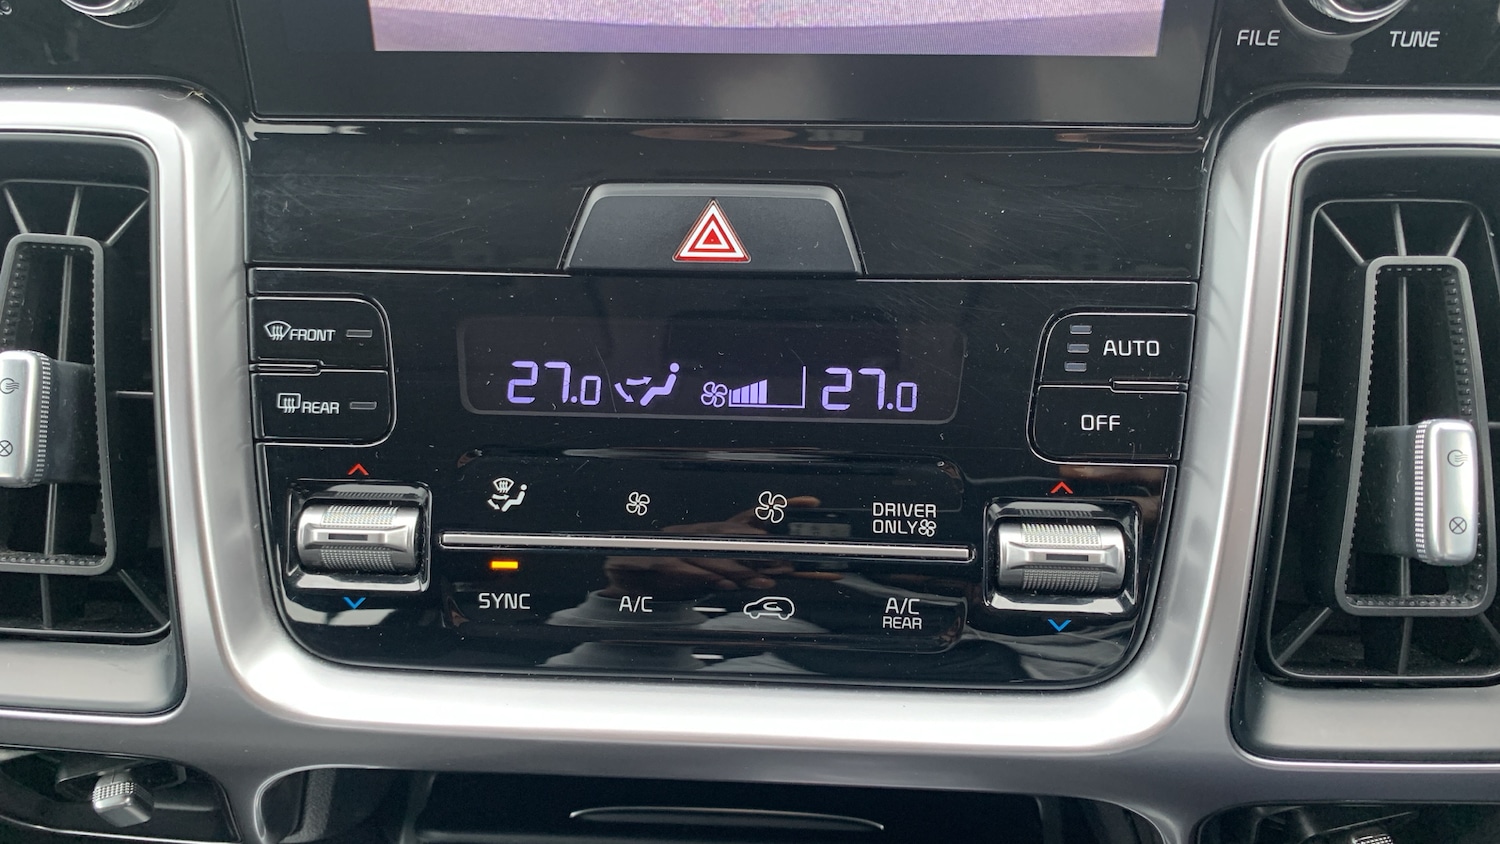 FILE
TUNE
FRONT
REAR
27.0
27.0
AUTO
OFF
DRIVER
ONLY
SYNC
A/C
A/C
REAR